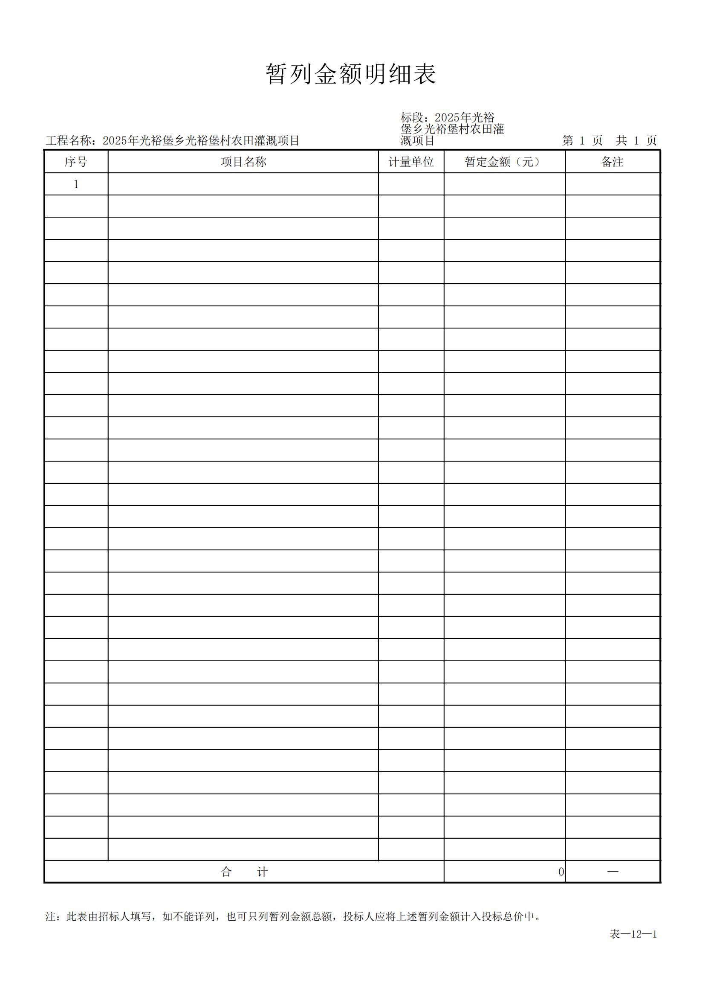 暂列金额明细表
标段：2025年光裕
堡乡光裕堡村农田灌
工程名称：2025年光裕堡乡光裕堡村农田灌溉项目 溉项目 第 1 页 共 1 页
序号 项目名称 计量单位 暂定金额（元） 备注
1
合 计 0 —
注：此表由招标人填写，如不能详列，也可只列暂列金额总额，投标人应将上述暂列金额计入投标总价中。
表—12—1